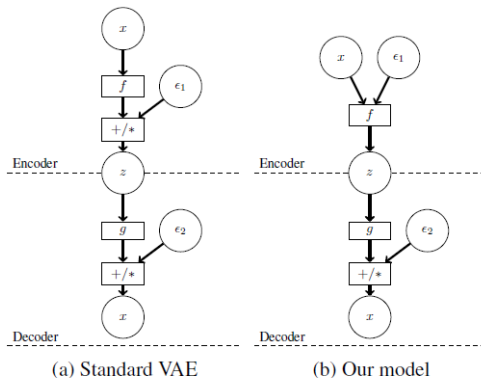 x
f
ϵ1
+/*
Encoder
z
g
ϵ2
+/*
x
Decoder
(a) Standard VAE
x
ϵ1
f
Encoder
z
g
ϵ2
+/*
x
Decoder
(b) Our model